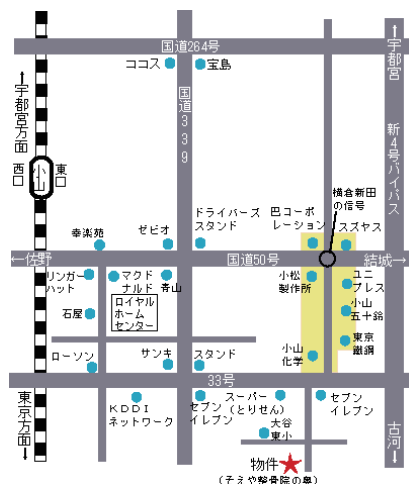 国道264号
ココス
宝島
↑宇都宮方面
国道339
↑宇都宮
新4号バイパス
西口
小山
東口
横倉新田
の信号
ドライバーズ
スタンド
巴コーポ
レーション
スズヤス
幸楽苑
ゼビオ
←佐野
国道50号
結城→
リンガー
ハット
マクド
ナルド
青山
小松
製作所
ユニ
プレス
ロイヤル
ホーム
センター
石屋
小山
五十鈴
東京
鐵鋼
ローソン
サンキ
スタンド
小山
化学
33号
東京方面↓
KDDI
ネットワーク
セブン
イレブン
スーパー
(とりせん)
セブン
イレブン
大谷
東小
古河↓
物件
(そえや整骨院の奥)